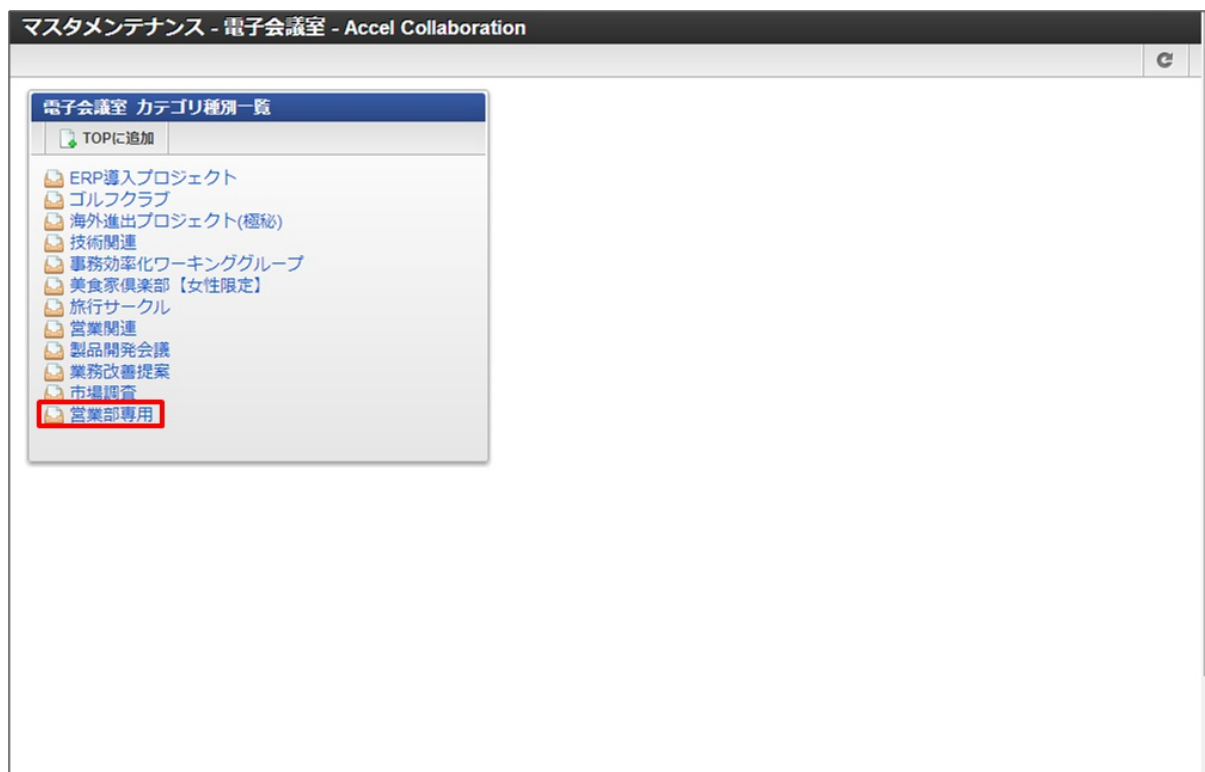 マスタメンテナンス - 電子会議室 - Accel Collaboration
電子会議室 カテゴリ種別一覧
TOPに追加
ERP導入プロジェクト
ゴルフクラブ
海外進出プロジェクト(極秘)
技術関連
事務効率化ワーキンググループ
美食家倶楽部【女性限定】
旅行サークル
営業関連
製品開発会議
業務改善提案
市場調査
営業部専用